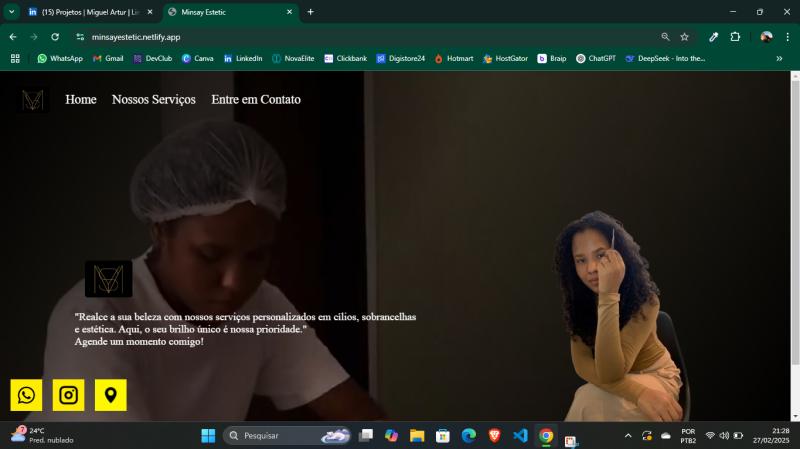 (15) Projetos | Miguel Artur | Lin
Minsay Estetic
minsayestetic.netlify.app
WhatsApp
Gmail
DevClub
Canva
LinkedIn
NovaElite
Clickbank
Digistore24
Hotmart
HostGator
Braip
ChatGPT
DeepSeek - Into the...
Home
Nossos Serviços
Entre em Contato
"Realce a sua beleza com nossos serviços personalizados em cílios, sobrancelhas
e estética. Aqui, o seu brilho único é nossa prioridade."
Agende um momento comigo!
24°C
Pred. nublado
Pesquisar
POR
PTB2
21:28
27/02/2025